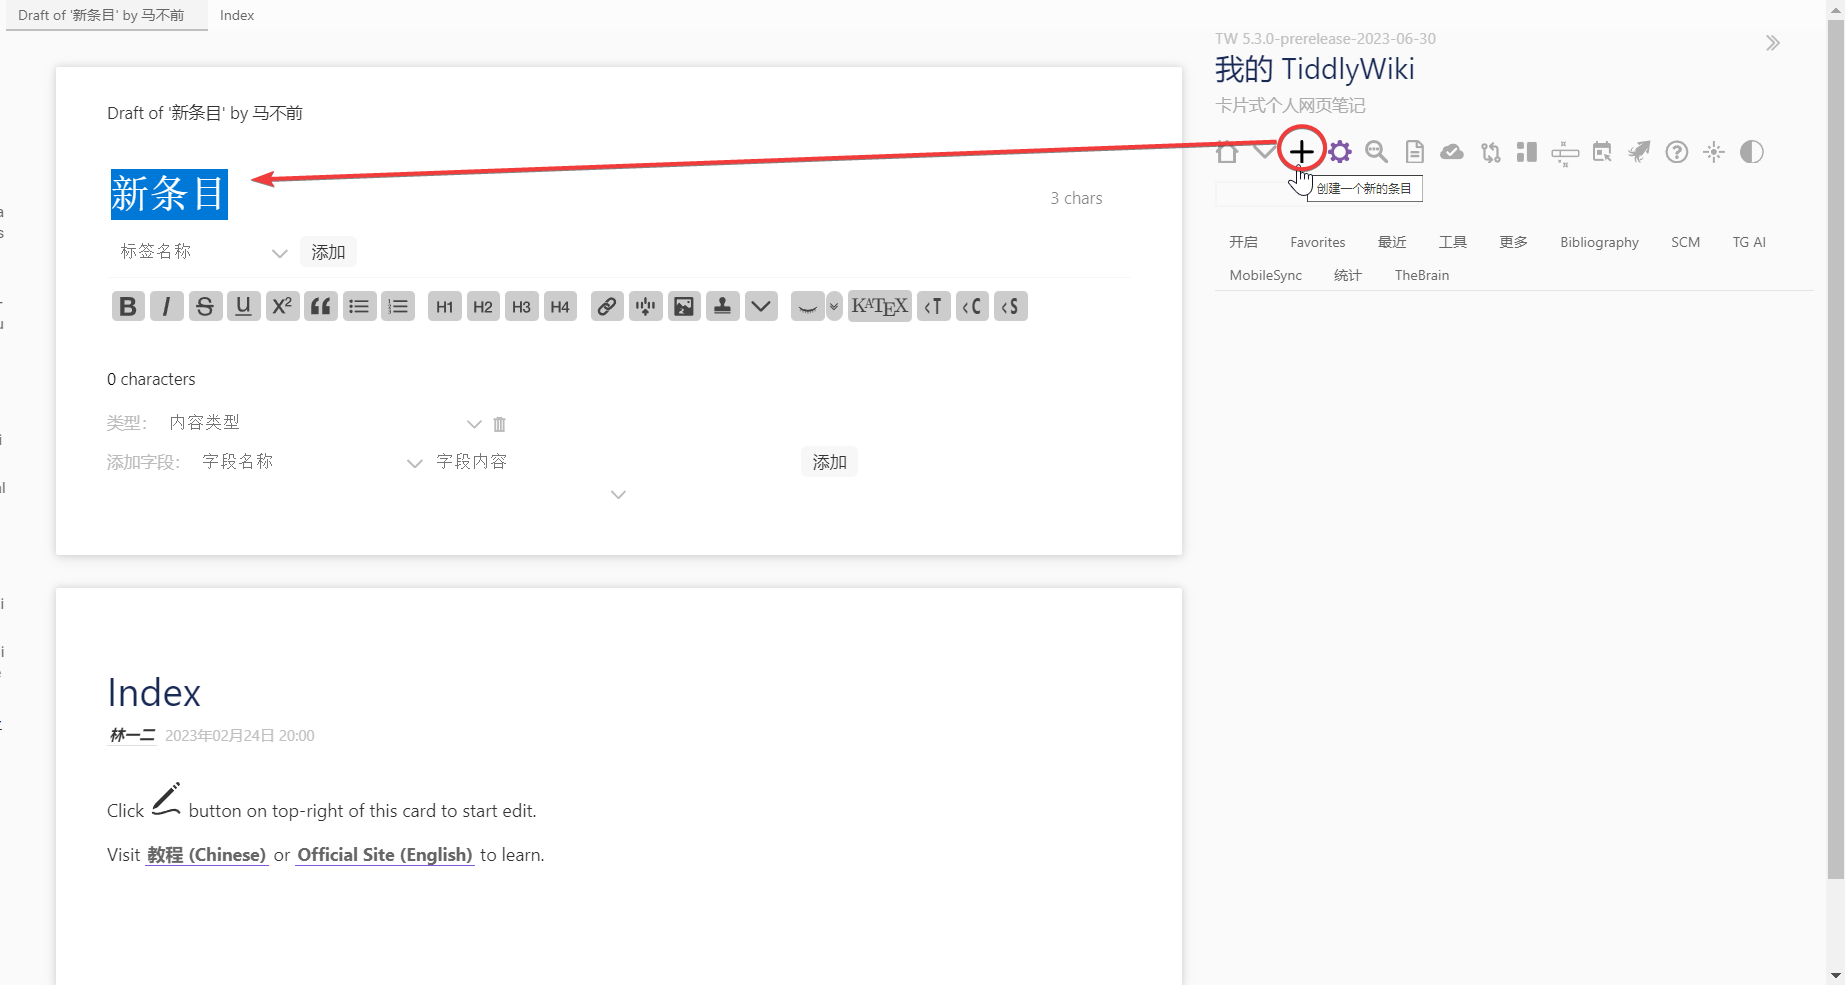 Draft of '新条目' by 马不前
Index
TW 5.3.0-prerelease-2023-06-30
我的 TiddlyWiki
卡片式个人网页笔记
创建一个新的条目
开启 Favorites 最近 工具 更多 Bibliography SCM TG AI
MobileSync 统计 TheBrain
Draft of '新条目' by 马不前
新条目
3 chars
标签名称 添加
B I S U X² H1 H2 H3 H4 KATEX <T <C <S
0 characters
类型: 内容类型
添加字段: 字段名称 字段内容 添加
Index
林一二 2023年02月24日 20:00
Click button on top-right of this card to start edit.
Visit 教程 (Chinese) or Official Site (English) to learn.